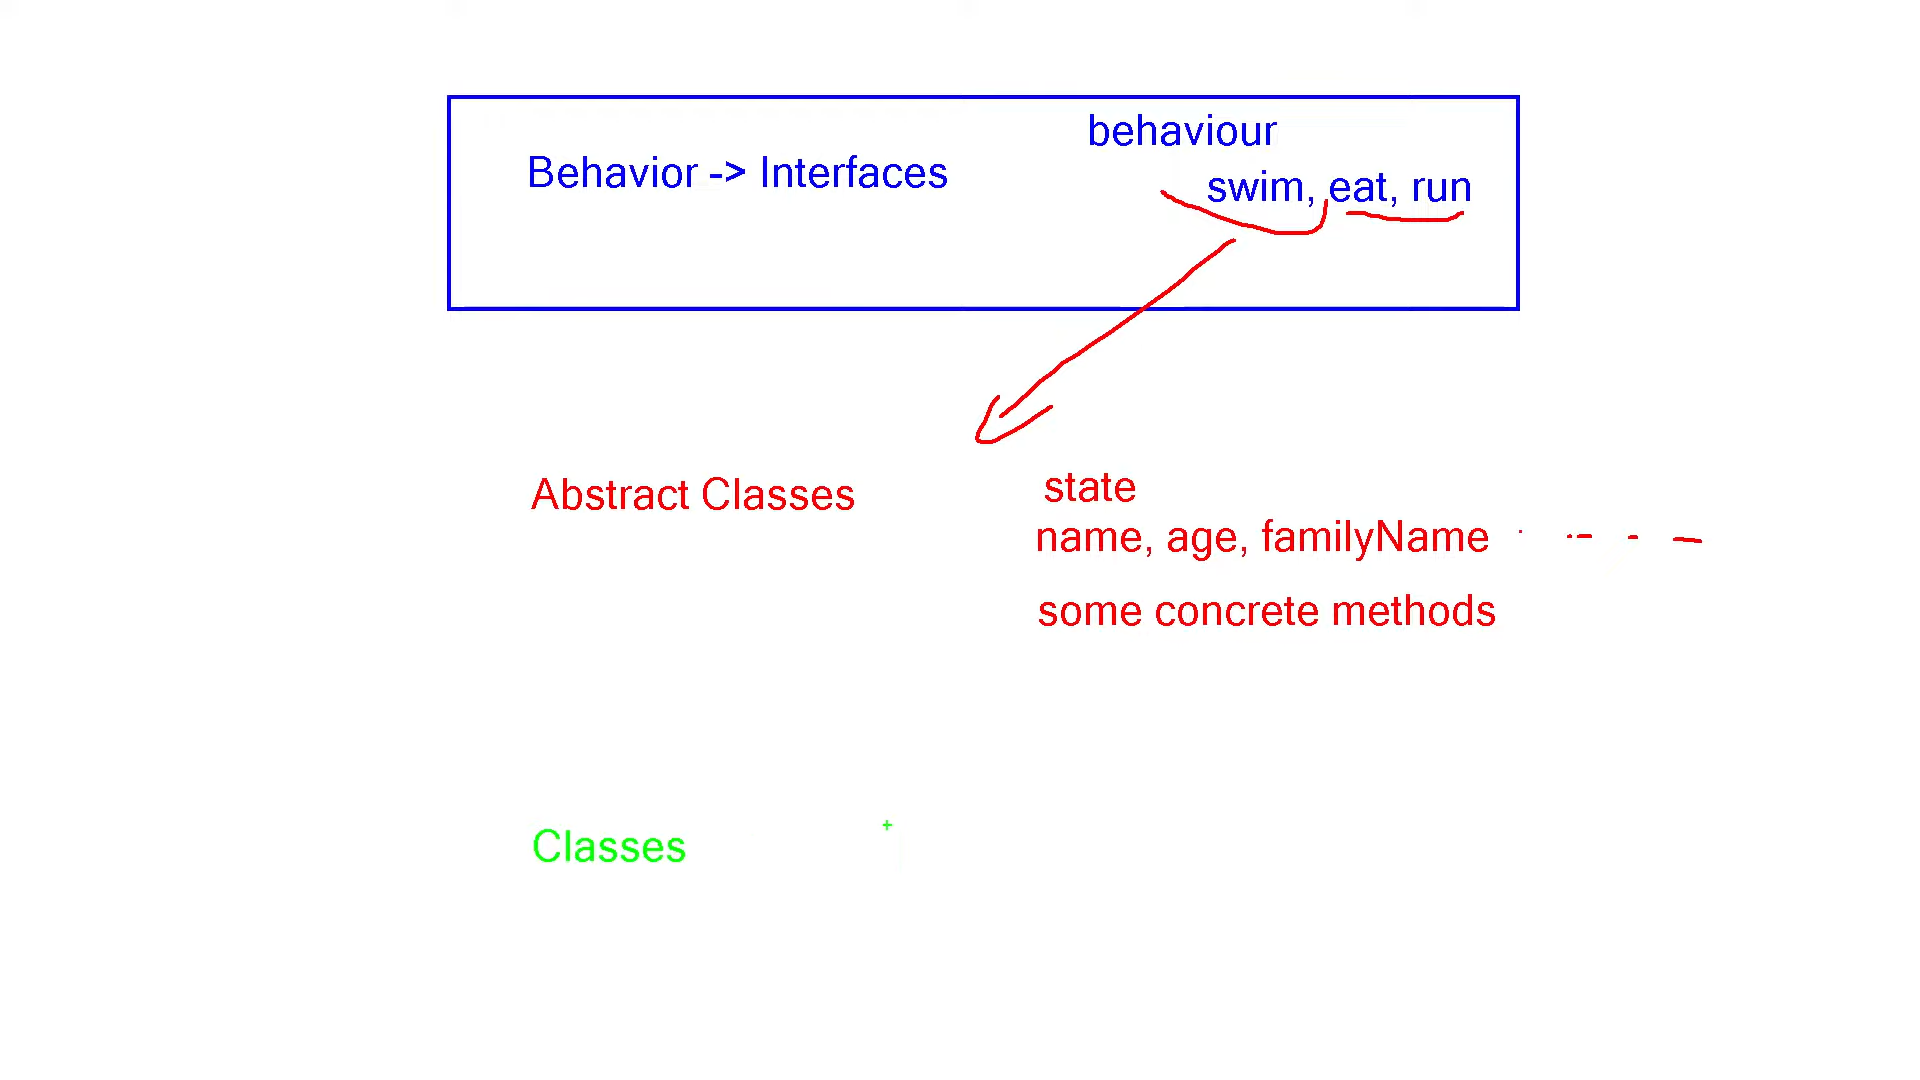 behaviour
Behavior -> Interfaces
swim, eat, run
Abstract Classes
state
name, age, familyName
some concrete methods
Classes